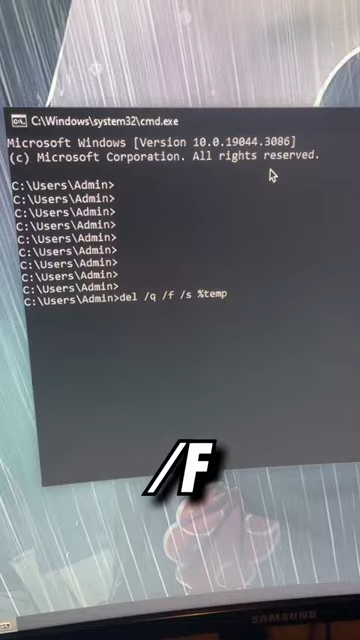 C:\Windows\system32\cmd.exe
Microsoft Windows [Version 10.0.19044.3086]
(c) Microsoft Corporation. All rights reserved.
C:\Users\Admin>
C:\Users\Admin>
C:\Users\Admin>
C:\Users\Admin>
C:\Users\Admin>
C:\Users\Admin>
C:\Users\Admin>
C:\Users\Admin>
C:\Users\Admin>
C:\Users\Admin>del /q /f /s %temp
/F
SAMSUNG